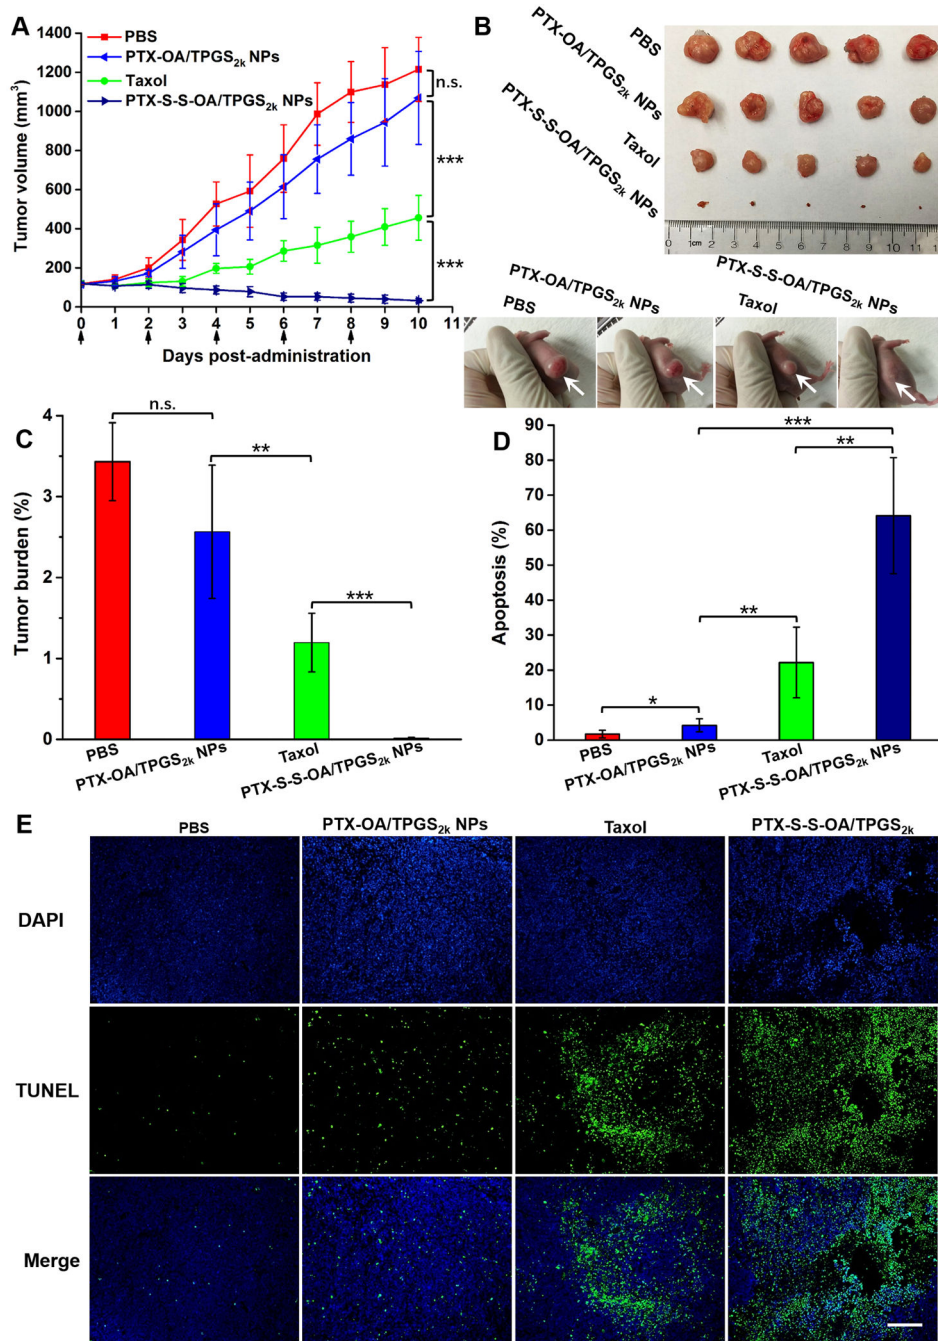 A
PBS
PTX-OA/TPGS2k NPs
Taxol
PTX-S-S-OA/TPGS2k NPs
Tumor volume (mm3)
1400
1200
1000
800
600
400
200
0
n.s.
***
***
0 1 2 3 4 5 6 7 8 9 10 11
Days post-administration
B
PBS
PTX-OA/TPGS2k NPs
Taxol
PTX-S-S-OA/TPGS2k NPs
0 1cm 2 3 4 5 6 7 8 9 10 11
PBS
PTX-OA/TPGS2k NPs
Taxol
PTX-S-S-OA/TPGS2k NPs
C
Tumor burden (%)
4
3
2
1
0
n.s.
**
***
PBS
PTX-OA/TPGS2k NPs
Taxol
PTX-S-S-OA/TPGS2k NPs
D
Apoptosis (%)
90
80
70
60
50
40
30
20
10
0
***
**
**
*
PBS
PTX-OA/TPGS2k NPs
Taxol
PTX-S-S-OA/TPGS2k NPs
E
PBS
PTX-OA/TPGS2k NPs
Taxol
PTX-S-S-OA/TPGS2k
DAPI
TUNEL
Merge